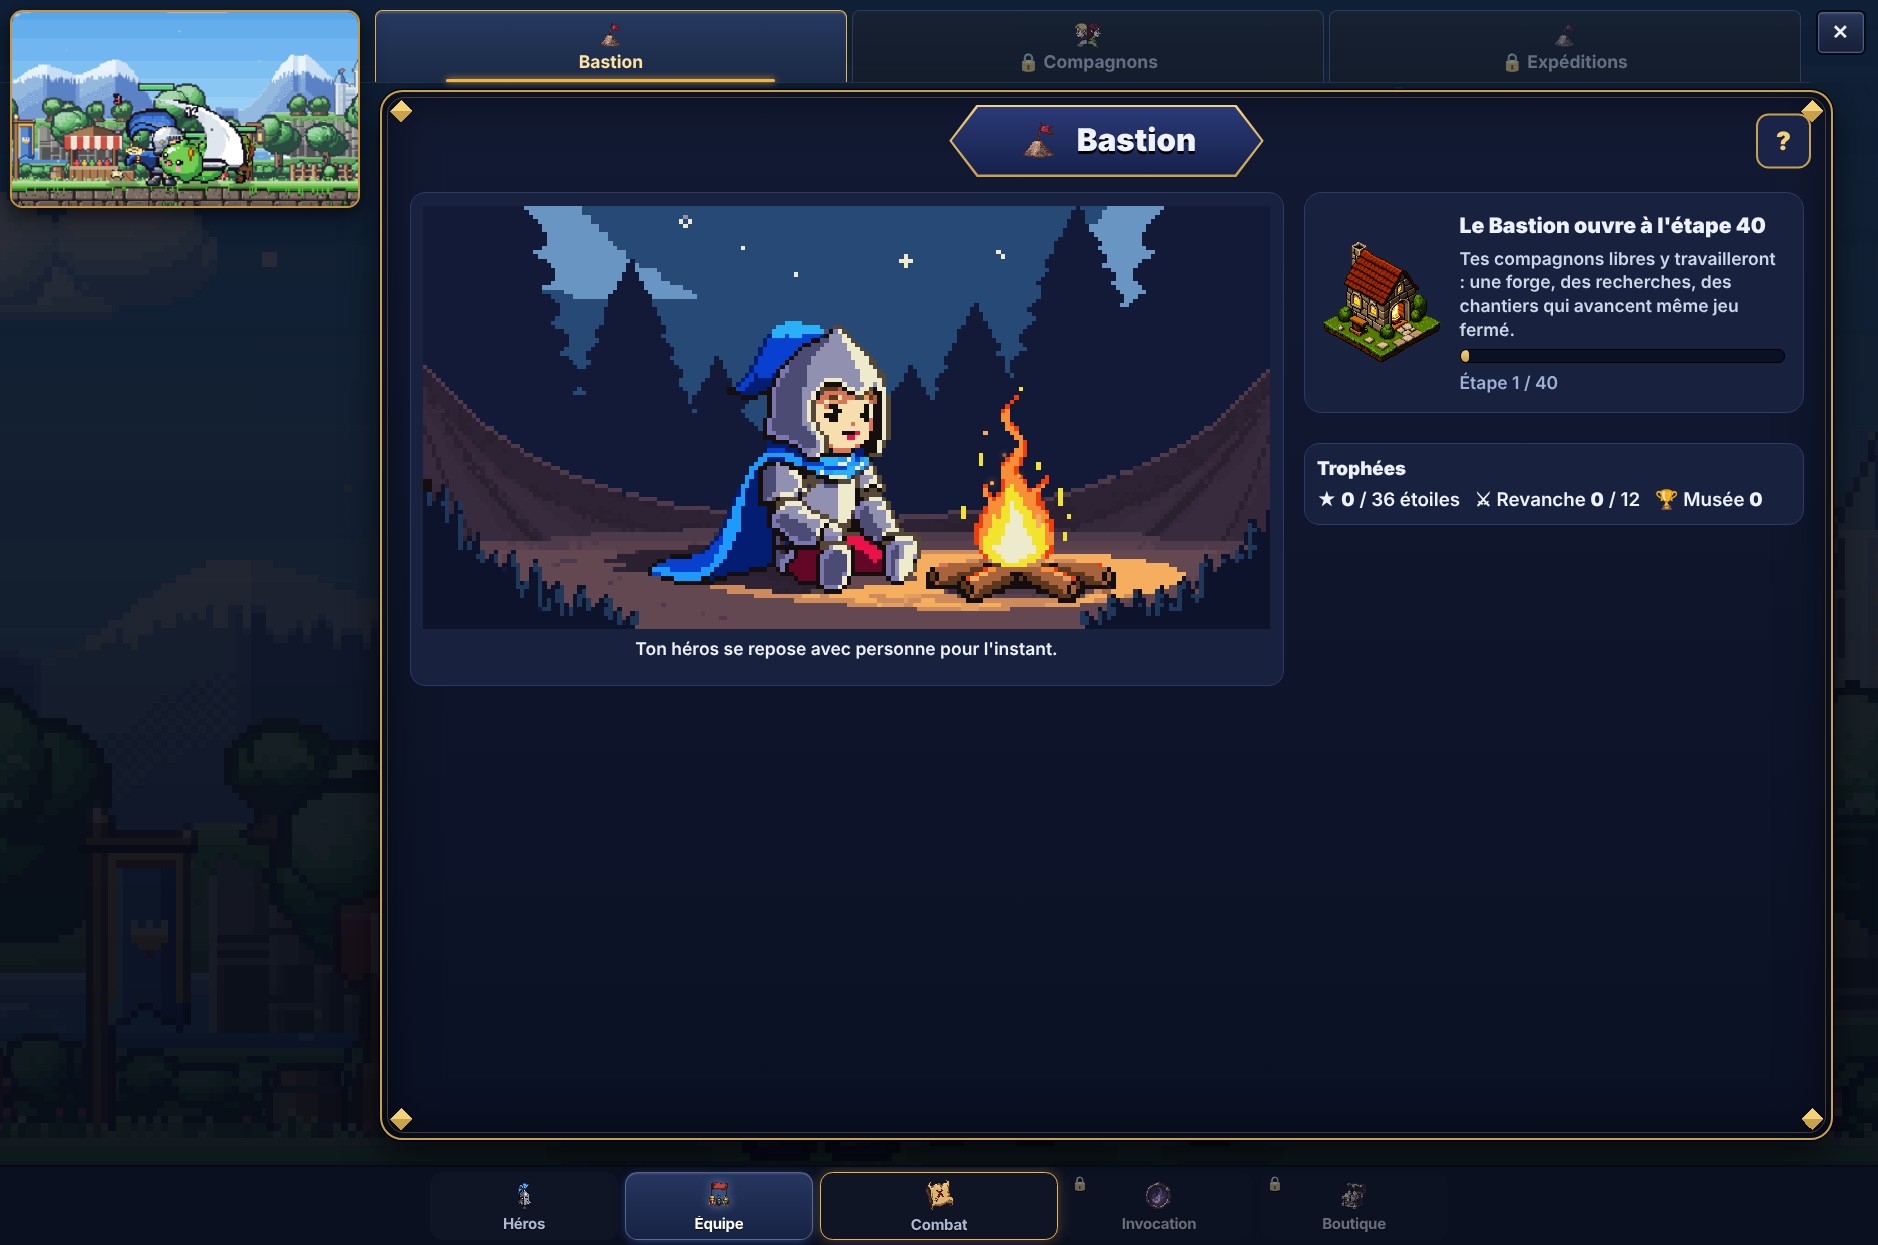 Bastion
Compagnons
Expéditions
×
Bastion
?
Le Bastion ouvre à l'étape 40
Tes compagnons libres y travailleront
: une forge, des recherches, des
chantiers qui avancent même jeu
fermé.
Étape 1 / 40
Trophées
★ 0 / 36 étoiles ⚔ Revanche 0 / 12 🏆 Musée 0
Ton héros se repose avec personne pour l'instant.
Héros
Équipe
Combat
Invocation
Boutique